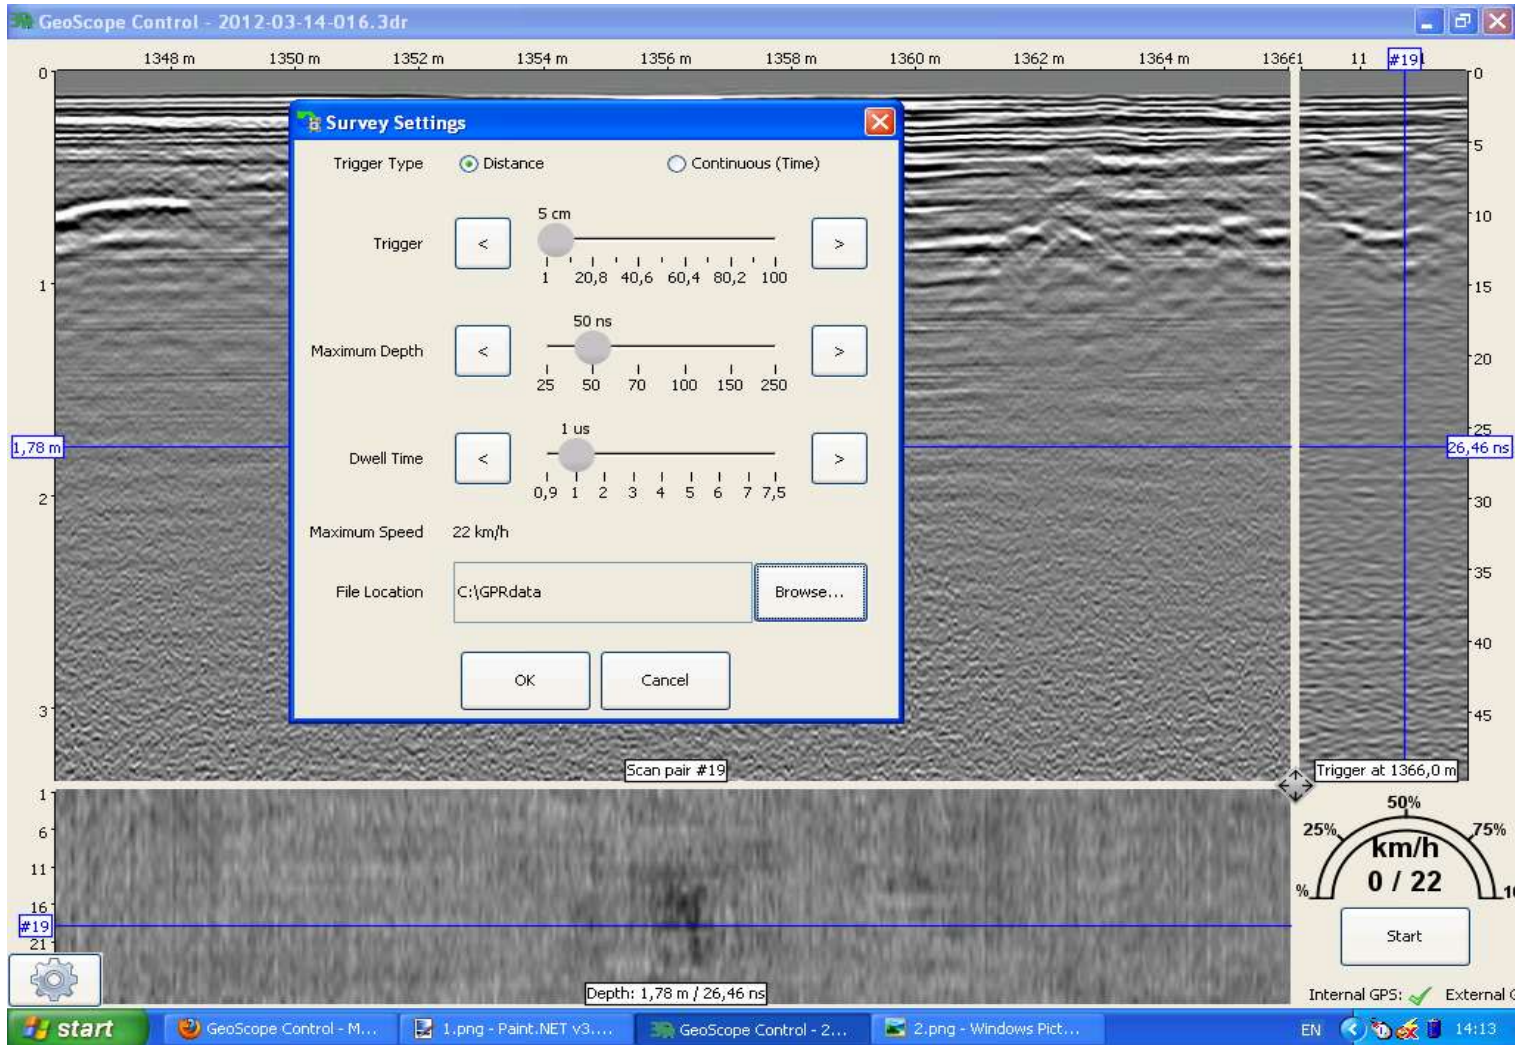 GeoScope Control - 2012-03-14-016.3dr
1348 m 1350 m 1352 m 1354 m 1356 m 1358 m 1360 m 1362 m 1364 m 1366 1 11 #19
0
1
2
3
1,78 m
0
5
10
15
20
25
26,46 ns
30
35
40
45
Survey Settings
Trigger Type Distance Continuous (Time)
5 cm
Trigger < >
1 20,8 40,6 60,4 80,2 100
50 ns
Maximum Depth < >
25 50 70 100 150 250
1 us
Dwell Time < >
0,9 1 2 3 4 5 6 7 7,5
Maximum Speed 22 km/h
File Location C:\GPRdata Browse...
OK Cancel
Scan pair #19
Trigger at 1366,0 m
1
6
11
16
#19
21
Depth: 1,78 m / 26,46 ns
50%
25% 75%
km/h
% 0 / 22 10
Start
Internal GPS: External G
start GeoScope Control - M... 1.png - Paint.NET v3.... GeoScope Control - 2... 2.png - Windows Pict... EN 14:13